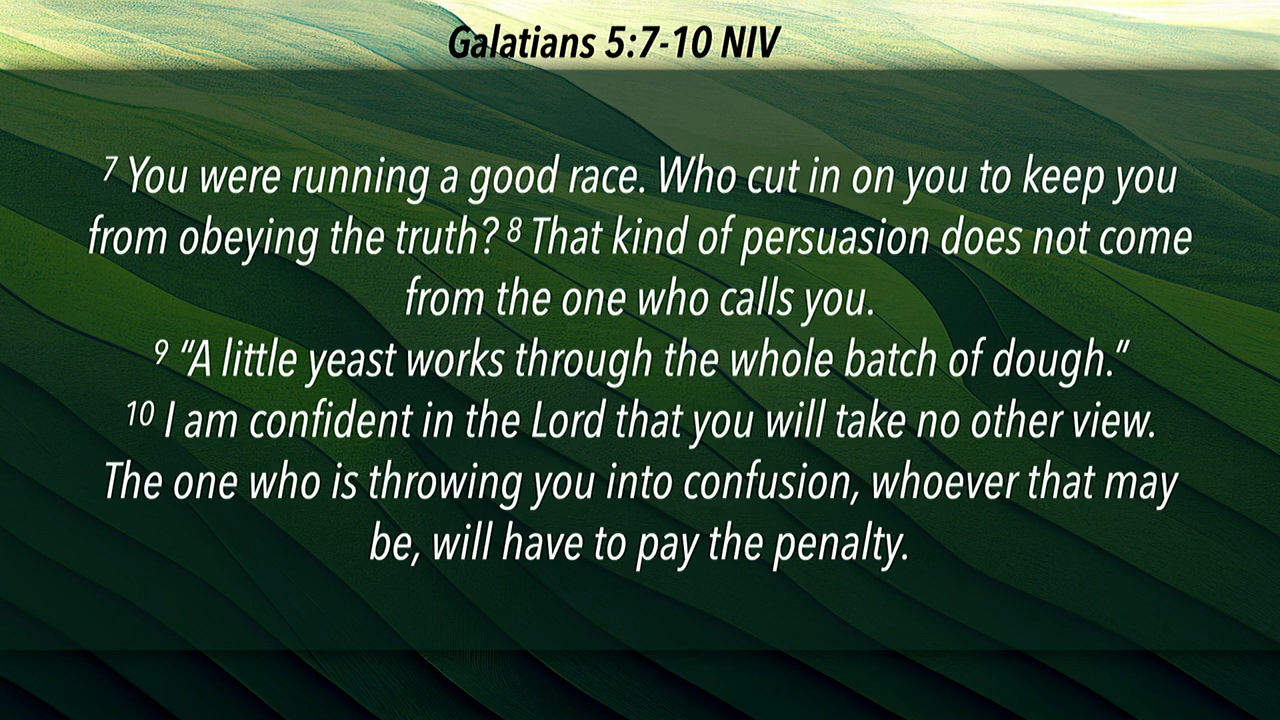 Galatians 5:7-10 NIV
7 You were running a good race. Who cut in on you to keep you
from obeying the truth? 8 That kind of persuasion does not come
from the one who calls you.
9 “A little yeast works through the whole batch of dough.”
10 I am confident in the Lord that you will take no other view.
The one who is throwing you into confusion, whoever that may
be, will have to pay the penalty.